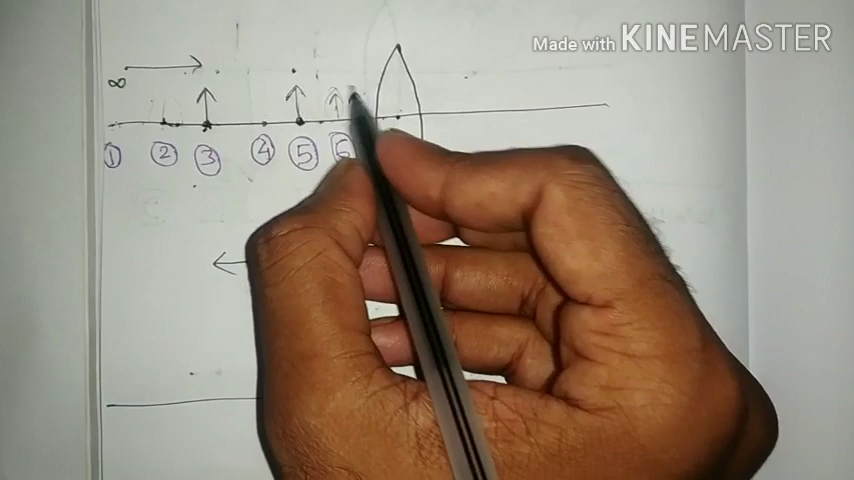 Made with KINEMASTER
∞
① ② ③ ④ ⑤ ⑥